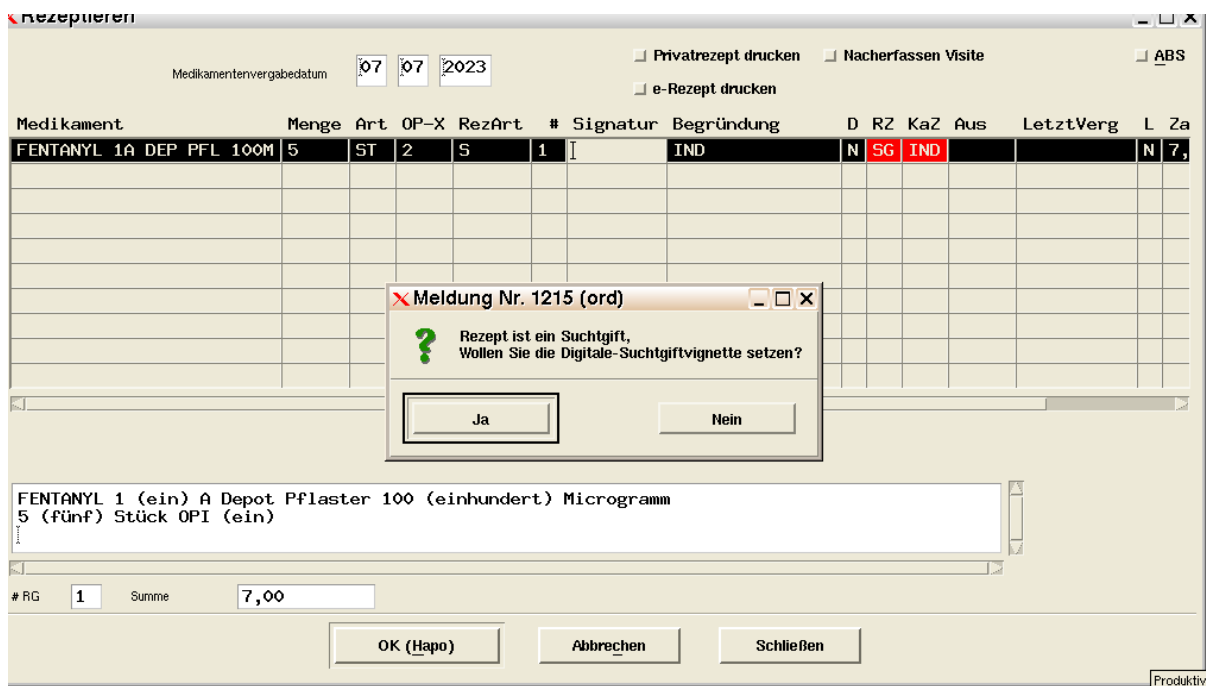 Rezeptieren
Medikamentenvergabedatum 07 07 2023
Privatrezept drucken Nacherfassen Visite ABS
e-Rezept drucken
Medikament Menge Art OP-X RezArt # Signatur Begründung D RZ KaZ Aus LetztVerg L Za
FENTANYL 1A DEP PFL 100M 5 ST 2 S 1 IND N SG IND N 7,
Meldung Nr. 1215 (ord)
Rezept ist ein Suchtgift,
Wollen Sie die Digitale-Suchtgiftvignette setzen?
Ja Nein
FENTANYL 1 (ein) A Depot Pflaster 100 (einhundert) Microgramm
5 (fünf) Stück OPI (ein)
# RG 1 Summe 7,00
OK (Hapo) Abbrechen Schließen
Produktiv